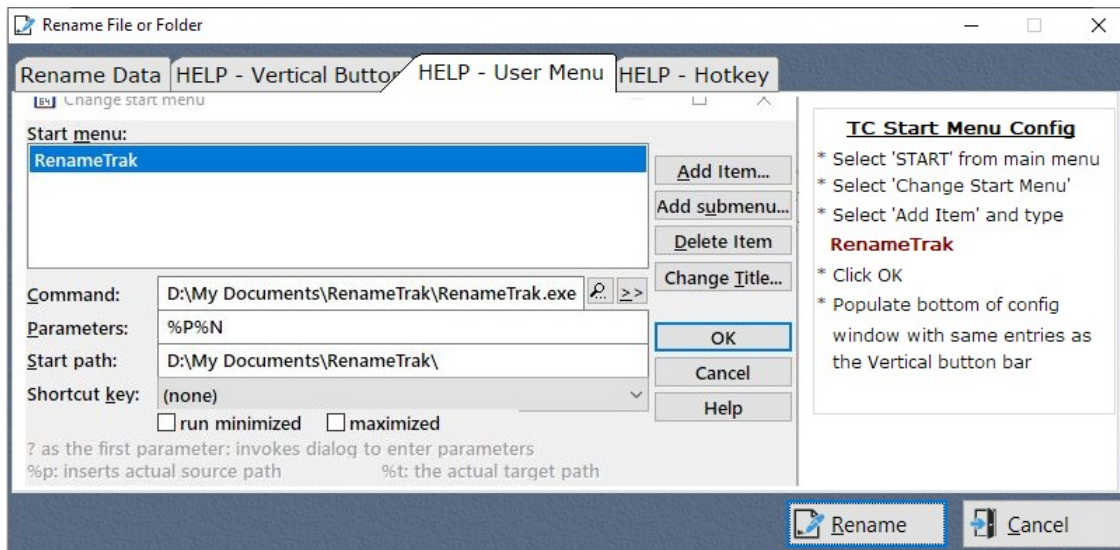 Rename File or Folder
Rename Data
HELP - Vertical Button
HELP - User Menu
HELP - Hotkey
Change start menu
Start menu:
RenameTrak
Add Item...
Add submenu...
Delete Item
Change Title...
Command:
D:\My Documents\RenameTrak\RenameTrak.exe
>>
Parameters:
%P%N
Start path:
D:\My Documents\RenameTrak\
Shortcut key:
(none)
run minimized
maximized
OK
Cancel
Help
? as the first parameter: invokes dialog to enter parameters
%p: inserts actual source path
%t: the actual target path
TC Start Menu Config
* Select 'START' from main menu
* Select 'Change Start Menu'
* Select 'Add Item' and type
RenameTrak
* Click OK
* Populate bottom of config
window with same entries as
the Vertical button bar
Rename
Cancel